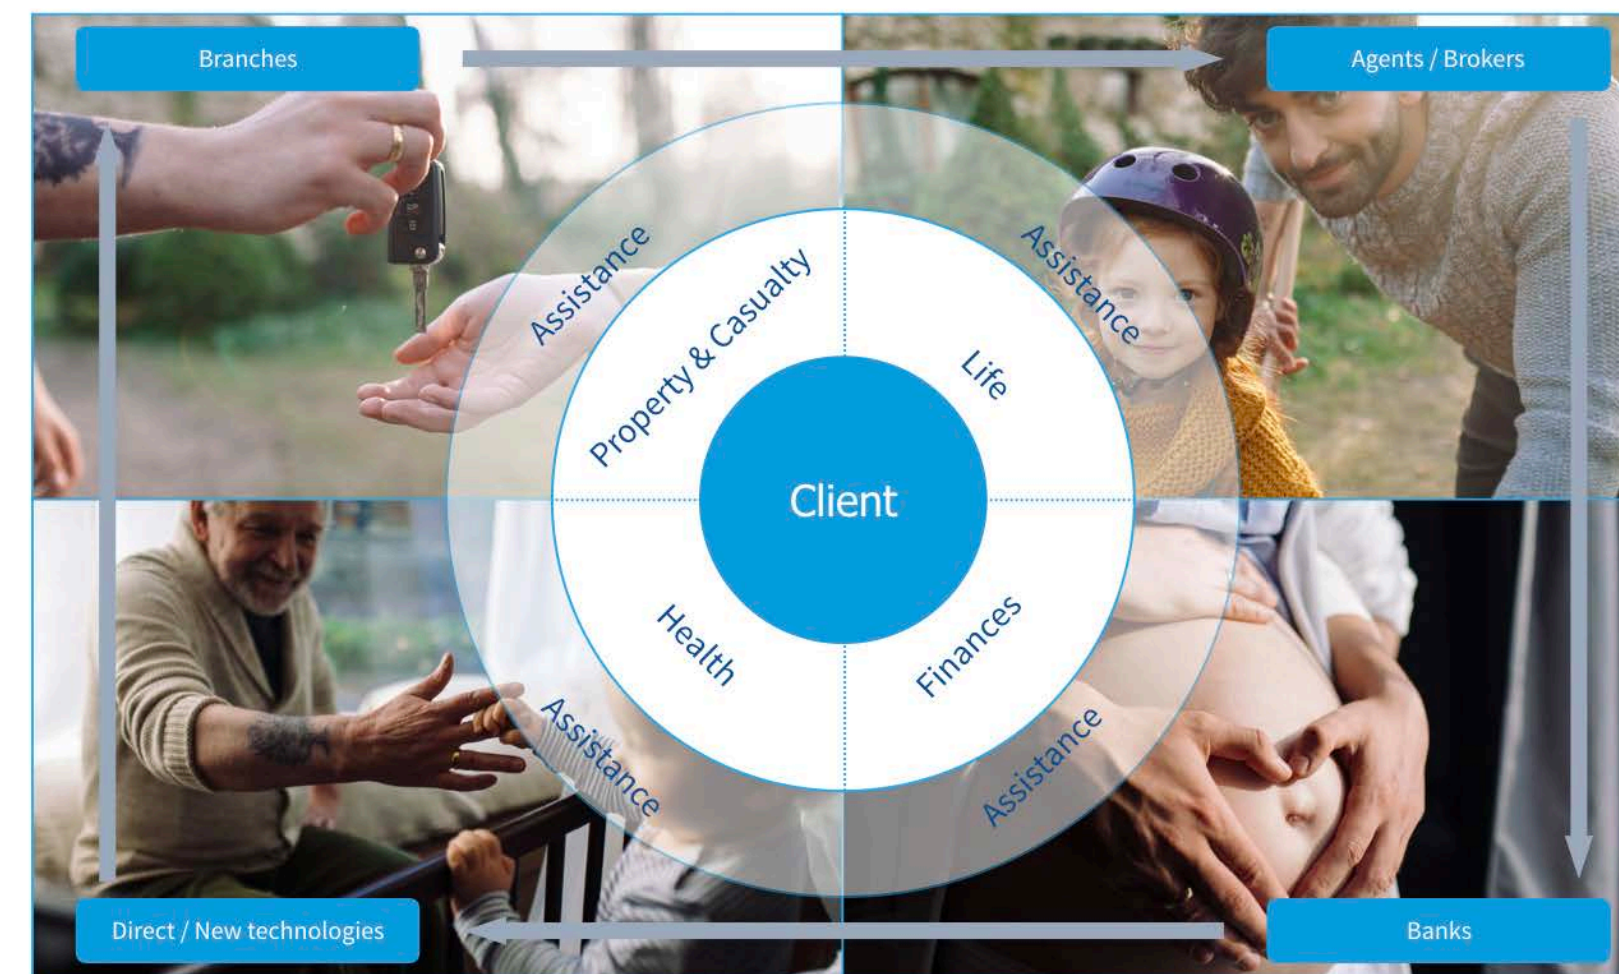 Branches
Agents / Brokers
Assistance
Assistance
Property & Casualty
Life
Client
Health
Finances
Assistance
Assistance
Direct / New technologies
Banks